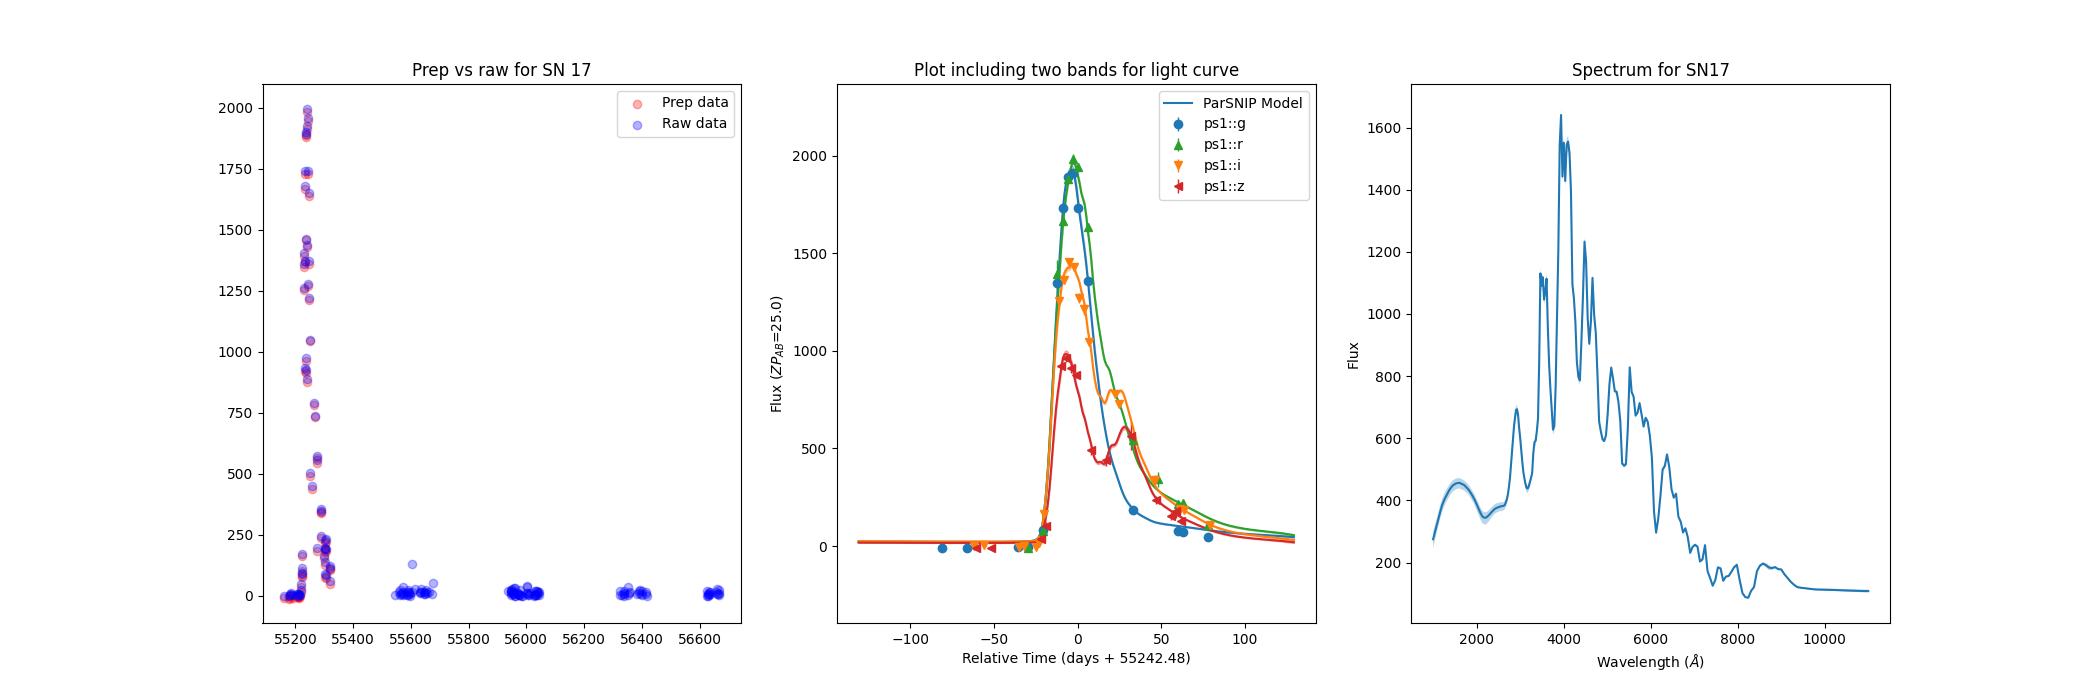 Prep vs raw for SN 17
2000
1750
1500
1250
1000
750
500
250
0
55200 55400 55600 55800 56000 56200 56400 56600
Prep data
Raw data
Plot including two bands for light curve
Flux (ZP_AB=25.0)
2000
1500
1000
500
0
−100 −50 0 50 100
Relative Time (days + 55242.48)
ParSNIP Model
ps1::g
ps1::r
ps1::i
ps1::z
Spectrum for SN17
Flux
1600
1400
1200
1000
800
600
400
200
2000 4000 6000 8000 10000
Wavelength (Å)